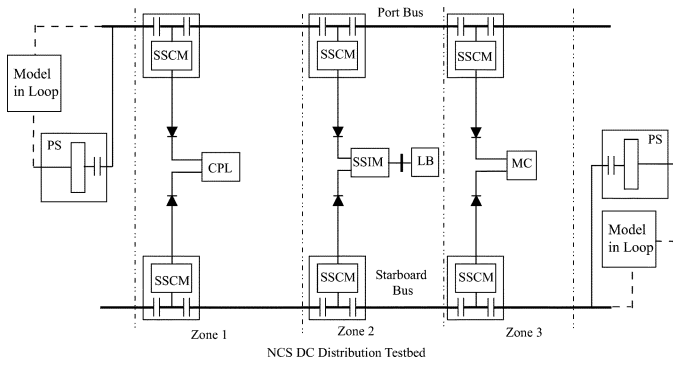 Port Bus
SSCM
SSCM
SSCM
Model
in Loop
PS
PS
CPL
SSIM
LB
MC
Model
in Loop
SSCM
SSCM
SSCM
Starboard
Bus
Zone 1
Zone 2
Zone 3
NCS DC Distribution Testbed